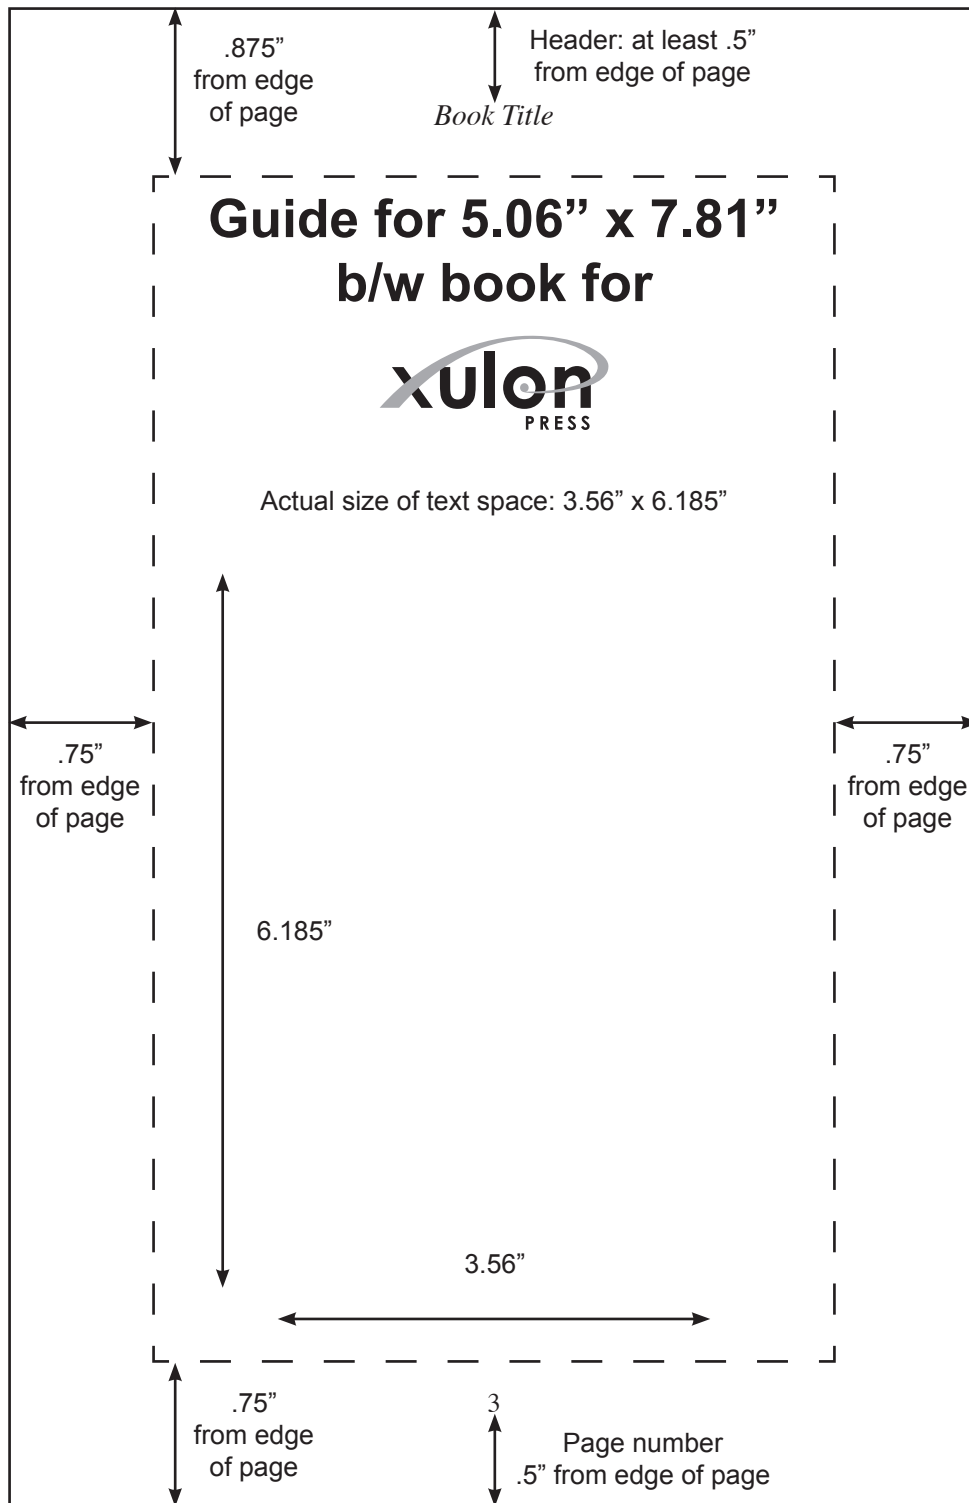 .875”
from edge
of page
Header: at least .5”
from edge of page
Book Title
Guide for 5.06” x 7.81”
b/w book for
xulon
PRESS
Actual size of text space: 3.56” x 6.185”
.75”
from edge
of page
.75”
from edge
of page
6.185”
3.56”
.75”
from edge
of page
3
Page number
.5” from edge of page